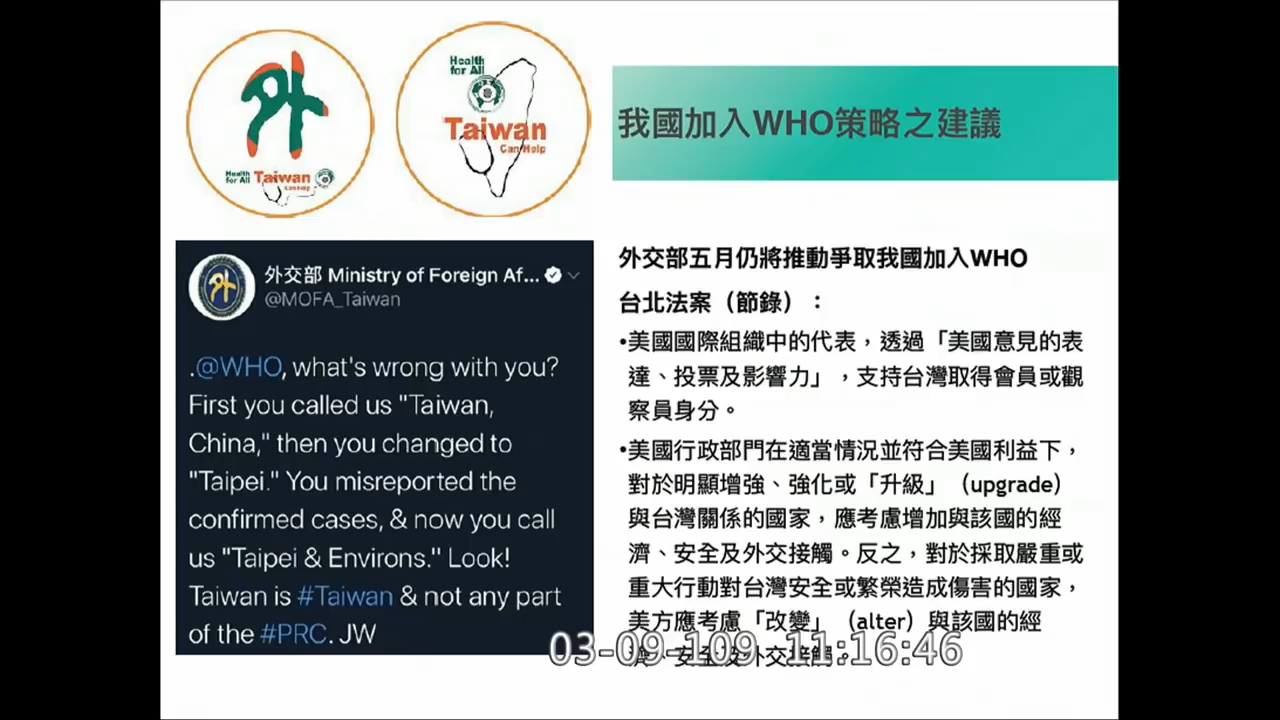 外
Health
for All
Taiwan
Can Help
Health
for All
Taiwan
Can Help
我國加入WHO策略之建議
外交部 Ministry of Foreign Af...
@MOFA_Taiwan
.@WHO, what's wrong with you?
First you called us "Taiwan,
China," then you changed to
"Taipei." You misreported the
confirmed cases, & now you call
us "Taipei & Environs." Look!
Taiwan is #Taiwan & not any part
of the #PRC. JW
外交部五月仍將推動爭取我國加入WHO
台北法案（節錄）：
•美國國際組織中的代表，透過「美國意見的表
達、投票及影響力」，支持台灣取得會員或觀
察員身分。
•美國行政部門在適當情況並符合美國利益下，
對於明顯增強、強化或「升級」（upgrade）
與台灣關係的國家，應考慮增加與該國的經
濟、安全及外交接觸。反之，對於採取嚴重或
重大行動對台灣安全或繁榮造成傷害的國家，
美方應考慮「改變」（alter）與該國的經
濟、安全及外交接觸。
03-09-109 11:16:46